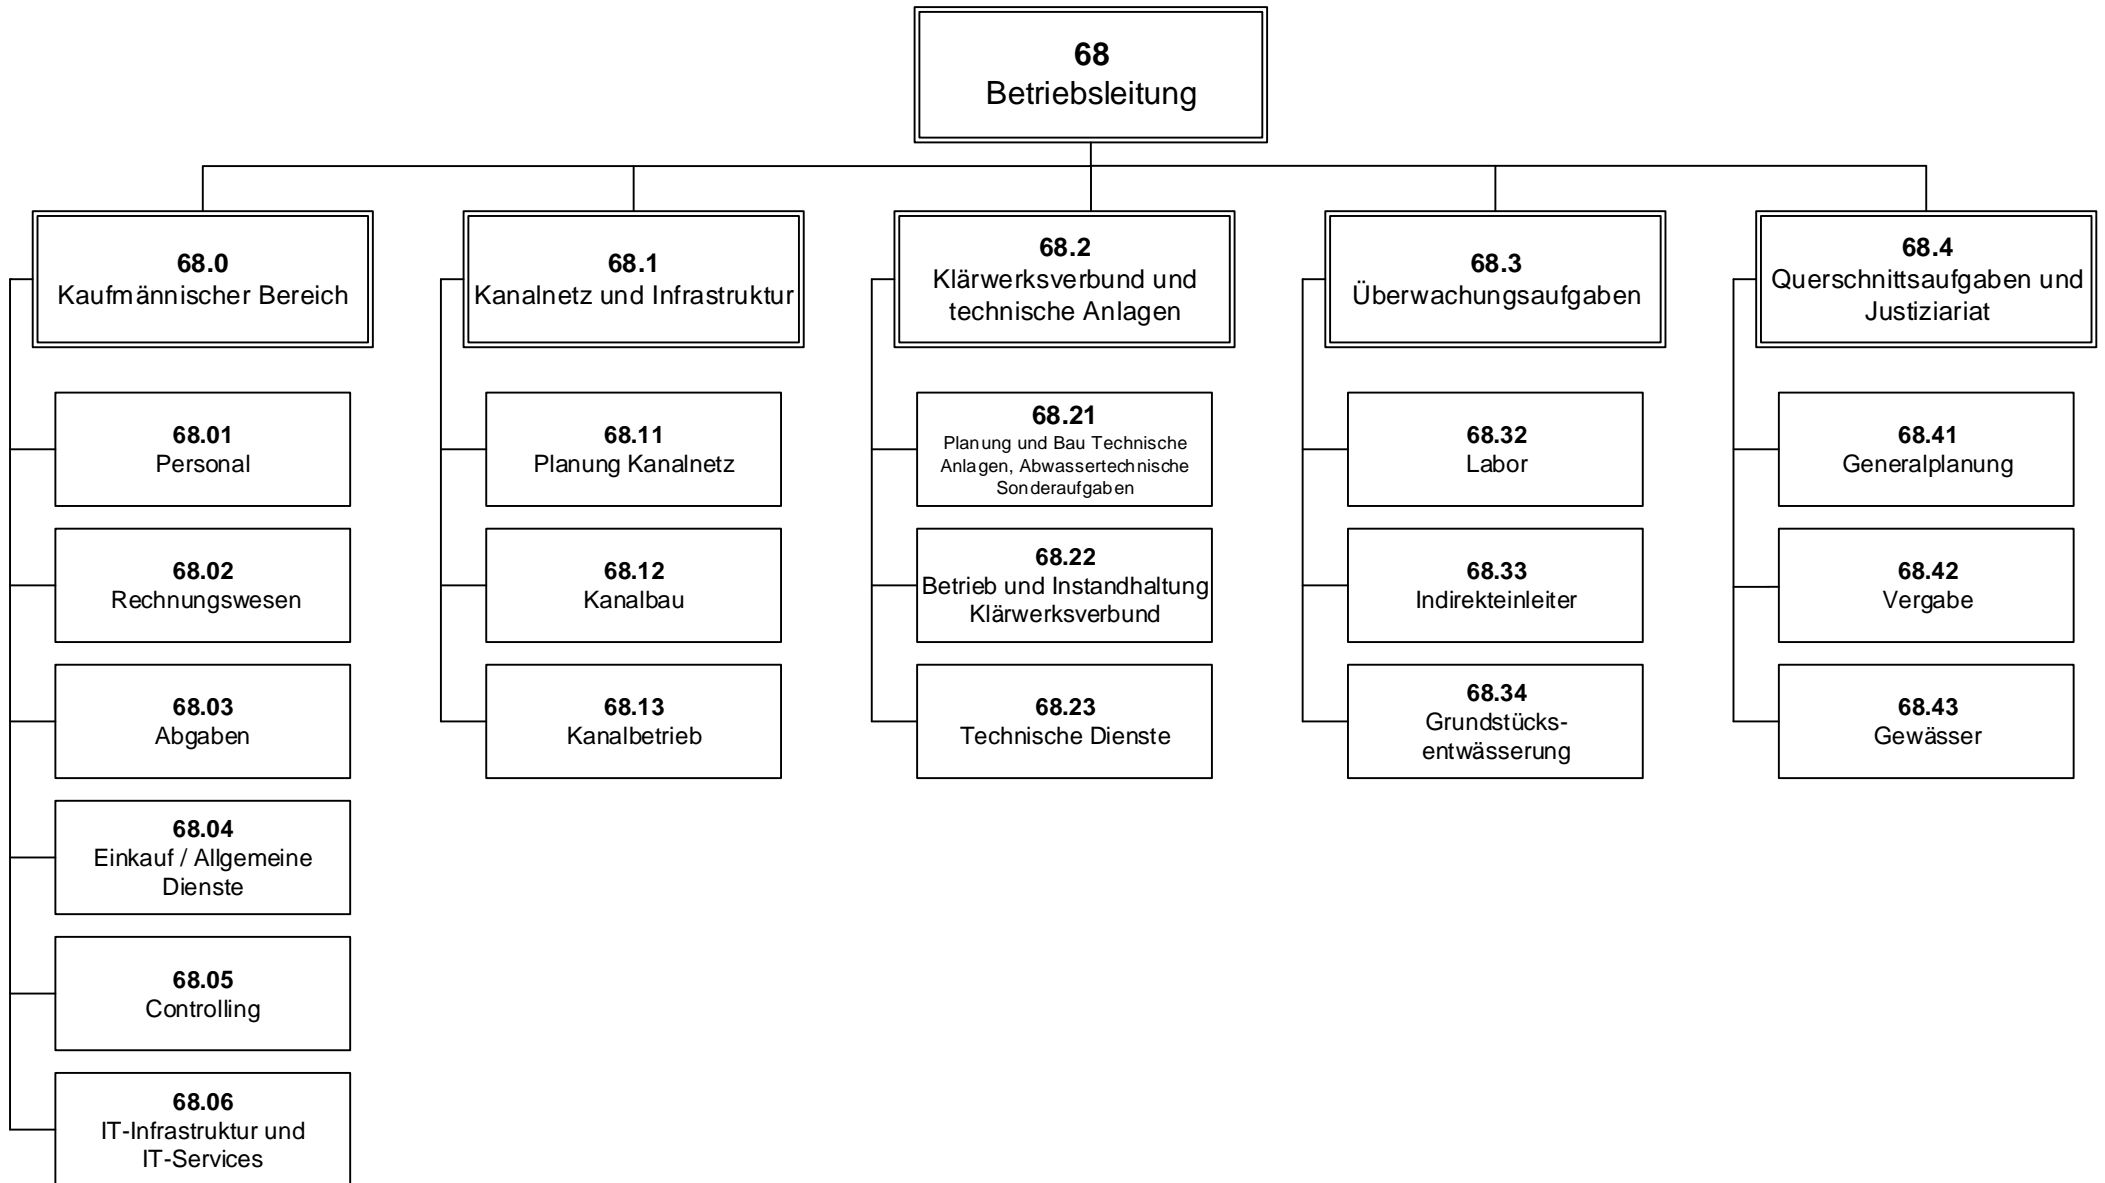 68
Betriebsleitung
68.0
Kaufmännischer Bereich
68.01
Personal
68.02
Rechnungswesen
68.03
Abgaben
68.04
Einkauf / Allgemeine
Dienste
68.05
Controlling
68.06
IT-Infrastruktur und
IT-Services
68.1
Kanalnetz und Infrastruktur
68.11
Planung Kanalnetz
68.12
Kanalbau
68.13
Kanalbetrieb
68.2
Klärwerksverbund und
technische Anlagen
68.21
Planung und Bau Technische
Anlagen, Abwassertechnische
Sonderaufgaben
68.22
Betrieb und Instandhaltung
Klärwerksverbund
68.23
Technische Dienste
68.3
Überwachungsaufgaben
68.32
Labor
68.33
Indirekteinleiter
68.34
Grundstücks-
entwässerung
68.4
Querschnittsaufgaben und
Justiziariat
68.41
Generalplanung
68.42
Vergabe
68.43
Gewässer